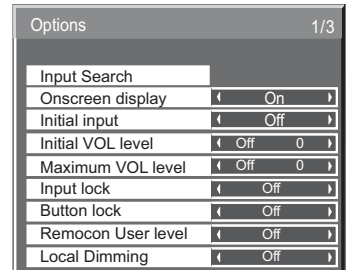 Options 1/3
Input Search
Onscreen display On
Initial input Off
Initial VOL level Off 0
Maximum VOL level Off 0
Input lock Off
Button lock Off
Remocon User level Off
Local Dimming Off